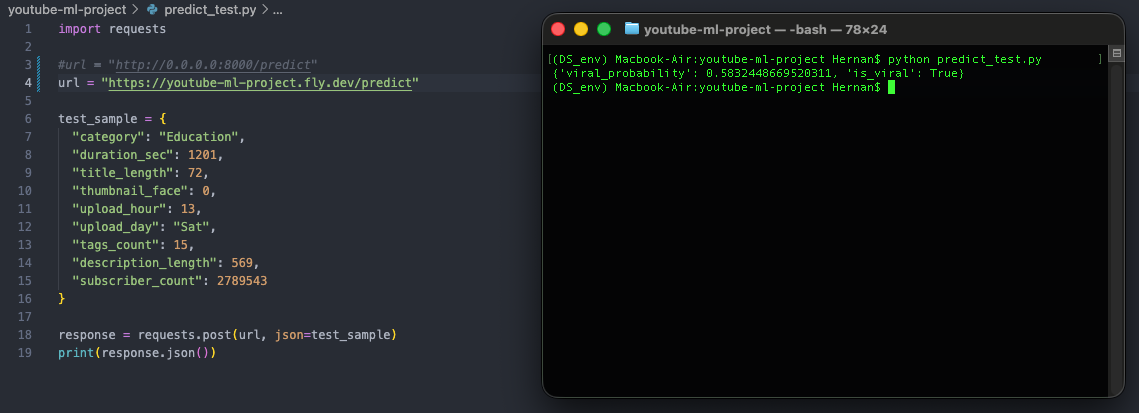 youtube-ml-project > predict_test.py > ...
1 import requests
2
3 #url = "http://0.0.0.0:8000/predict"
4 url = "https://youtube-ml-project.fly.dev/predict"
5
6 test_sample = {
7 "category": "Education",
8 "duration_sec": 1201,
9 "title_length": 72,
10 "thumbnail_face": 0,
11 "upload_hour": 13,
12 "upload_day": "Sat",
13 "tags_count": 15,
14 "description_length": 569,
15 "subscriber_count": 2789543
16 }
17
18 response = requests.post(url, json=test_sample)
19 print(response.json())
youtube-ml-project — -bash — 78×24
[(DS_env) Macbook-Air:youtube-ml-project Hernan$ python predict_test.py ]
{'viral_probability': 0.5832448669520311, 'is_viral': True}
(DS_env) Macbook-Air:youtube-ml-project Hernan$